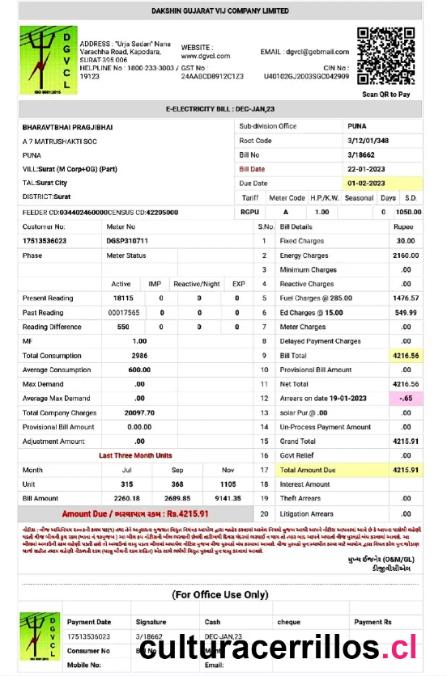 DAKSHIN GUJARAT VIJ COMPANY LIMITED
DGVCL
ISO 9001:2015
ADDRESS : "Urja Sadan" Nana Varachha Road, Kapodara, SURAT-395 006
HELPLINE No : 1800-233-3003 / 19123
WEBSITE : www.dgvcl.com
GST No : 24AABCD8912C1Z3
EMAIL : dgvcl@gebmail.com
CIN No : U40102GJ2003SGC042909
Scan QR to Pay
E-ELECTRICITY BILL : DEC-JAN,23
BHARAVTBHAI PRAGJIBHAI
A 7 MATRUSHAKTI SOC
PUNA
VILL:Surat (M Corp+OG) (Part)
TAL:Surat City
DISTRICT:Surat
Sub-division Office PUNA
Root Code 3/12/01/348
Bill No 3/18662
Bill Date 22-01-2023
Due Date 01-02-2023
Tariff Meter Code H.P/K.W. Seasonal Days S.D.
FEEDER CD:034402460000CENSUS CD:42205000 RGPU A 1.00 0 1050.00
Customer No: Meter No
17513536023 DGSP310711
Phase Meter Status
Active IMP Reactive/Night EXP
Present Reading 18115 0 0 0
Past Reading 00017565 0 0 0
Reading Difference 550 0 0 0
MF 1.00
Total Consumption 2986
Average Consumption 600.00
Max Demand .00
Average Max Demand .00
Total Company Charges 20097.70
Provisional Bill Amount 0.00.00
Adjustment Amount .00
Last Three Month Units
Month Jul Sep Nov
Unit 315 368 1105
Bill Amount 2260.18 2689.85 9141.35
S.No. Bill Details Rupee
1 Fixed Charges 30.00
2 Energy Charges 2160.00
3 Minimum Charges .00
4 Reactive Charges .00
5 Fuel Charges @ 285.00 1476.57
6 Ed Charges @ 15.00 549.99
7 Meter Charges .00
8 Delayed Payment Charges .00
9 Bill Total 4216.56
10 Provisional Bill Amount .00
11 Net Total 4216.56
12 Arrears on date 19-01-2023 -.65
13 solar Pur @ .00 .00
14 Un-Process Payment Amount .00
15 Grand Total 4215.91
16 Govt Relief .00
17 Total Amount Due 4215.91
18 Interest Amount .00
19 Theft Arrears .00
20 Litigation Arrears .00
Amount Due / ભરવાપાત્ર રકમ : Rs.4215.91
મુખ્ય ઈજનેર (O&M/GL)
ડીજીવીસીએલ
(For Office Use Only)
DGVCL
Payment Date Signature Cash cheque Payment Rs
17513536023 3/18662 DEC-JAN,23
Consumer No
Mobile No: Email:
culturacerrillos.cl